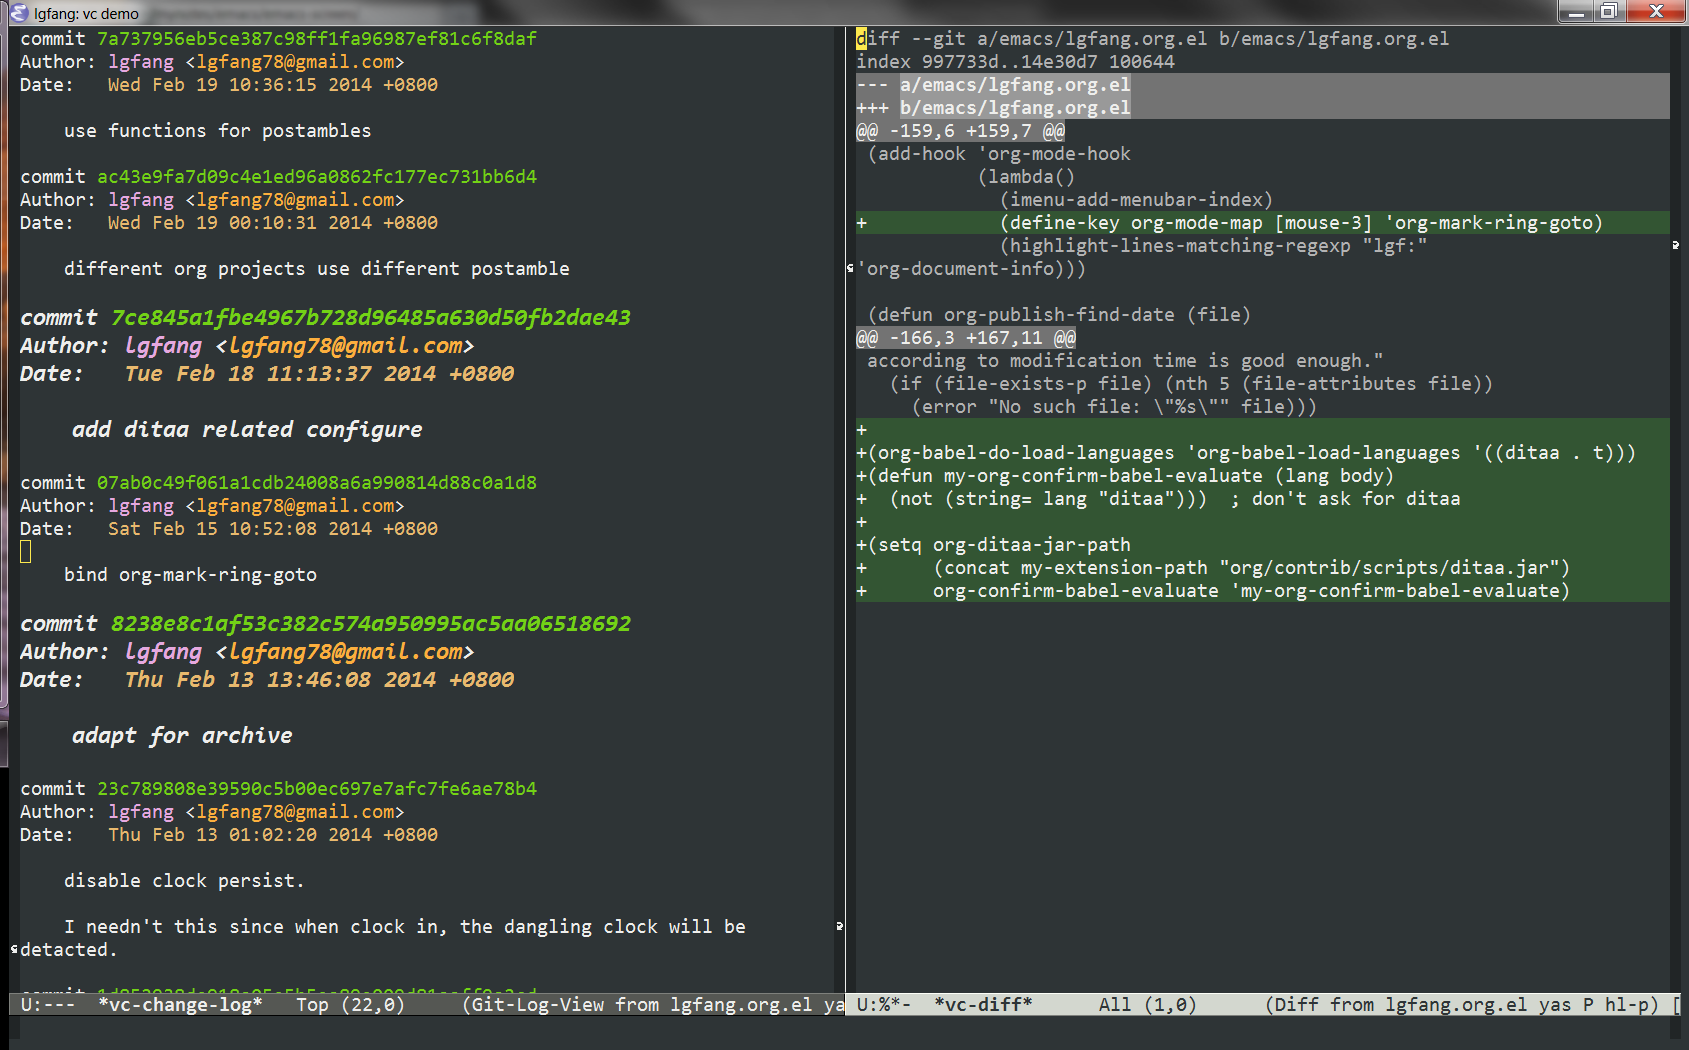 lgfang: vc demo
commit 7a737956eb5ce387c98ff1fa96987ef81c6f8daf
Author: lgfang <lgfang78@gmail.com>
Date:   Wed Feb 19 10:36:15 2014 +0800
    use functions for postambles
commit ac43e9fa7d09c4e1ed96a0862fc177ec731bb6d4
Author: lgfang <lgfang78@gmail.com>
Date:   Wed Feb 19 00:10:31 2014 +0800
    different org projects use different postamble
commit 7ce845a1fbe4967b728d96485a630d50fb2dae43
Author: lgfang <lgfang78@gmail.com>
Date:   Tue Feb 18 11:13:37 2014 +0800
    add ditaa related configure
commit 07ab0c49f061a1cdb24008a6a990814d88c0a1d8
Author: lgfang <lgfang78@gmail.com>
Date:   Sat Feb 15 10:52:08 2014 +0800
    bind org-mark-ring-goto
commit 8238e8c1af53c382c574a950995ac5aa06518692
Author: lgfang <lgfang78@gmail.com>
Date:   Thu Feb 13 13:46:08 2014 +0800
    adapt for archive
commit 23c789808e39590c5b00ec697e7afc7fe6ae78b4
Author: lgfang <lgfang78@gmail.com>
Date:   Thu Feb 13 01:02:20 2014 +0800
    disable clock persist.
    I needn't this since when clock in, the dangling clock will be
detacted.
commit
U:---  *vc-change-log*   Top (22,0)     (Git-Log-View from lgfang.org.el ya
diff --git a/emacs/lgfang.org.el b/emacs/lgfang.org.el
index 997733d..14e30d7 100644
--- a/emacs/lgfang.org.el
+++ b/emacs/lgfang.org.el
@@ -159,6 +159,7 @@
 (add-hook 'org-mode-hook
           (lambda()
             (imenu-add-menubar-index)
+            (define-key org-mode-map [mouse-3] 'org-mark-ring-goto)
             (highlight-lines-matching-regexp "lgf:"
'org-document-info)))
 (defun org-publish-find-date (file)
@@ -166,3 +167,11 @@
 according to modification time is good enough."
   (if (file-exists-p file) (nth 5 (file-attributes file))
     (error "No such file: \"%s\"" file)))
+
+(org-babel-do-load-languages 'org-babel-load-languages '((ditaa . t)))
+(defun my-org-confirm-babel-evaluate (lang body)
+  (not (string= lang "ditaa")))  ; don't ask for ditaa
+
+(setq org-ditaa-jar-path
+      (concat my-extension-path "org/contrib/scripts/ditaa.jar")
+      org-confirm-babel-evaluate 'my-org-confirm-babel-evaluate)
U:%*-  *vc-diff*      All (1,0)      (Diff from lgfang.org.el yas P hl-p) [